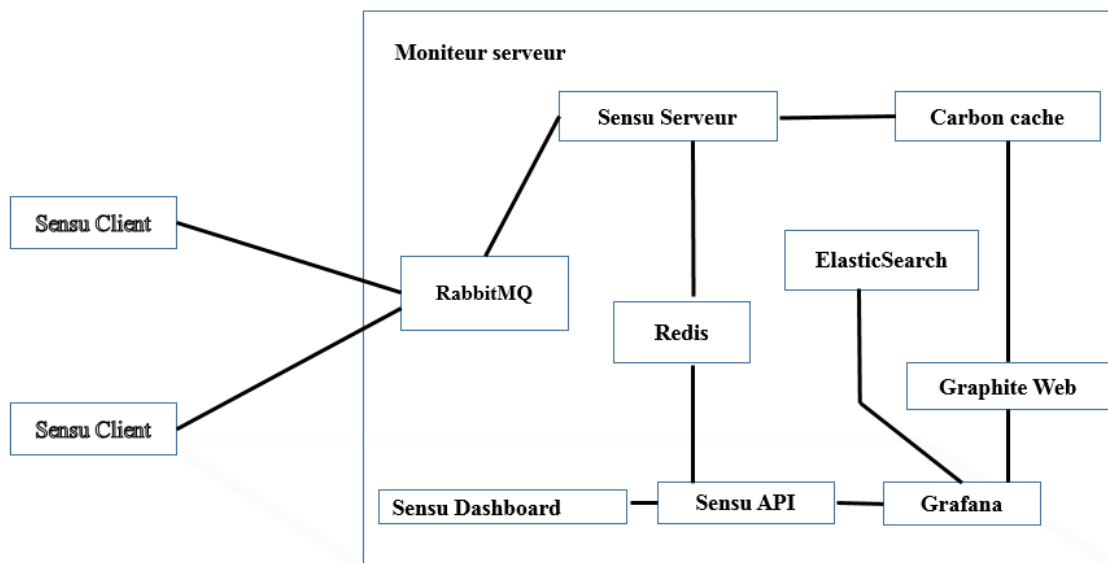 Moniteur serveur
Sensu Serveur
Carbon cache
Sensu Client
ElasticSearch
RabbitMQ
Redis
Graphite Web
Sensu Client
Sensu Dashboard
Sensu API
Grafana